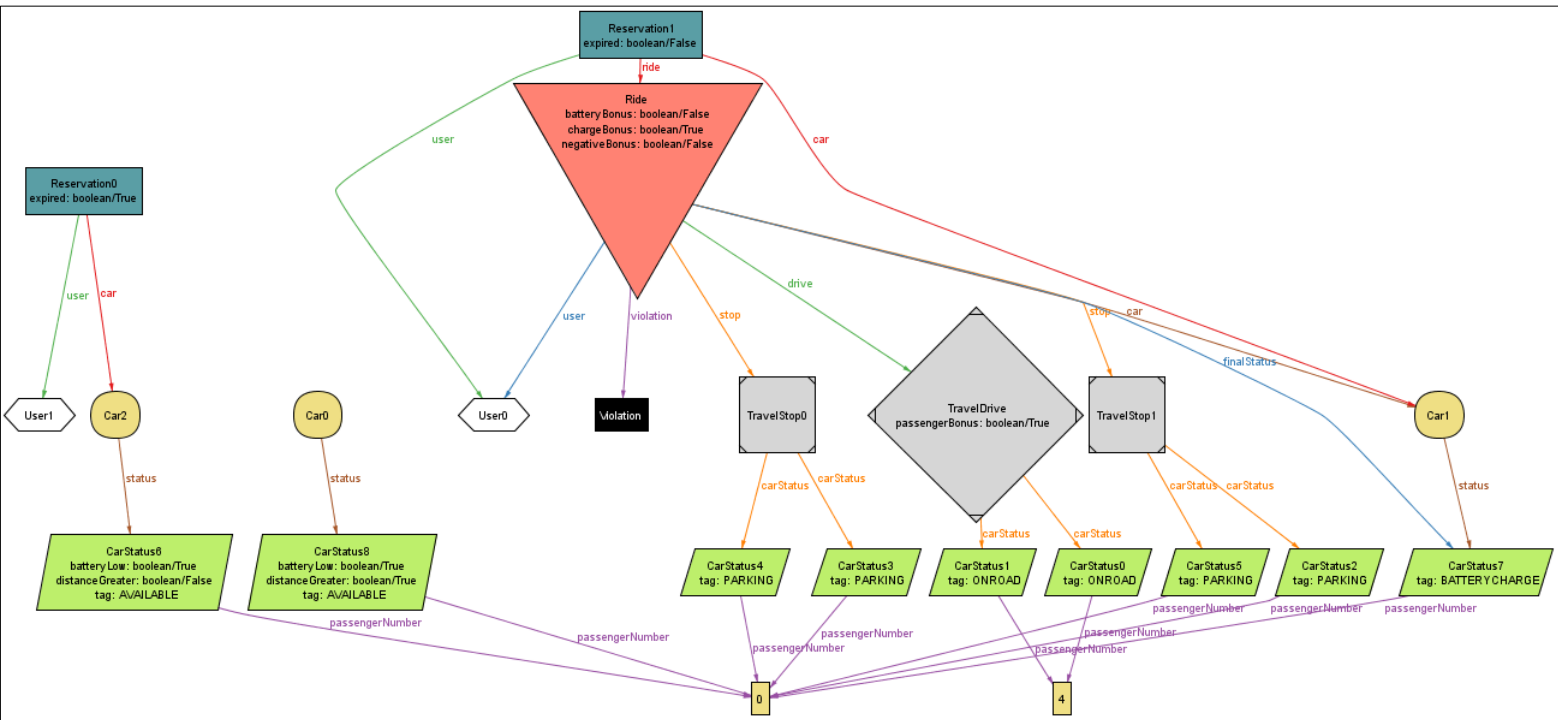 Reservation1
expired: boolean/False
ride
Ride
batteryBonus: boolean/False
chargeBonus: boolean/True
negativeBonus: boolean/False
user
car
Reservation0
expired: boolean/True
user
car
drive
stop
user
violation
stop
car
finalStatus
User1
Car2
Car0
User0
Violation
TravelStop0
TravelDrive
passengerBonus: boolean/True
TravelStop1
Car1
status
status
carStatus
carStatus
carStatus
carStatus
carStatus
carStatus
status
CarStatus6
batteryLow: boolean/True
distanceGreater: boolean/False
tag: AVAILABLE
CarStatus8
batteryLow: boolean/True
distanceGreater: boolean/True
tag: AVAILABLE
CarStatus4
tag: PARKING
CarStatus3
tag: PARKING
CarStatus1
tag: ONROAD
CarStatus0
tag: ONROAD
CarStatus5
tag: PARKING
CarStatus2
tag: PARKING
CarStatus7
tag: BATTERYCHARGE
passengerNumber
passengerNumber
passengerNumber
passengerNumber
passengerNumber
passengerNumber
passengerNumber
passengerNumber
passengerNumber
0
4